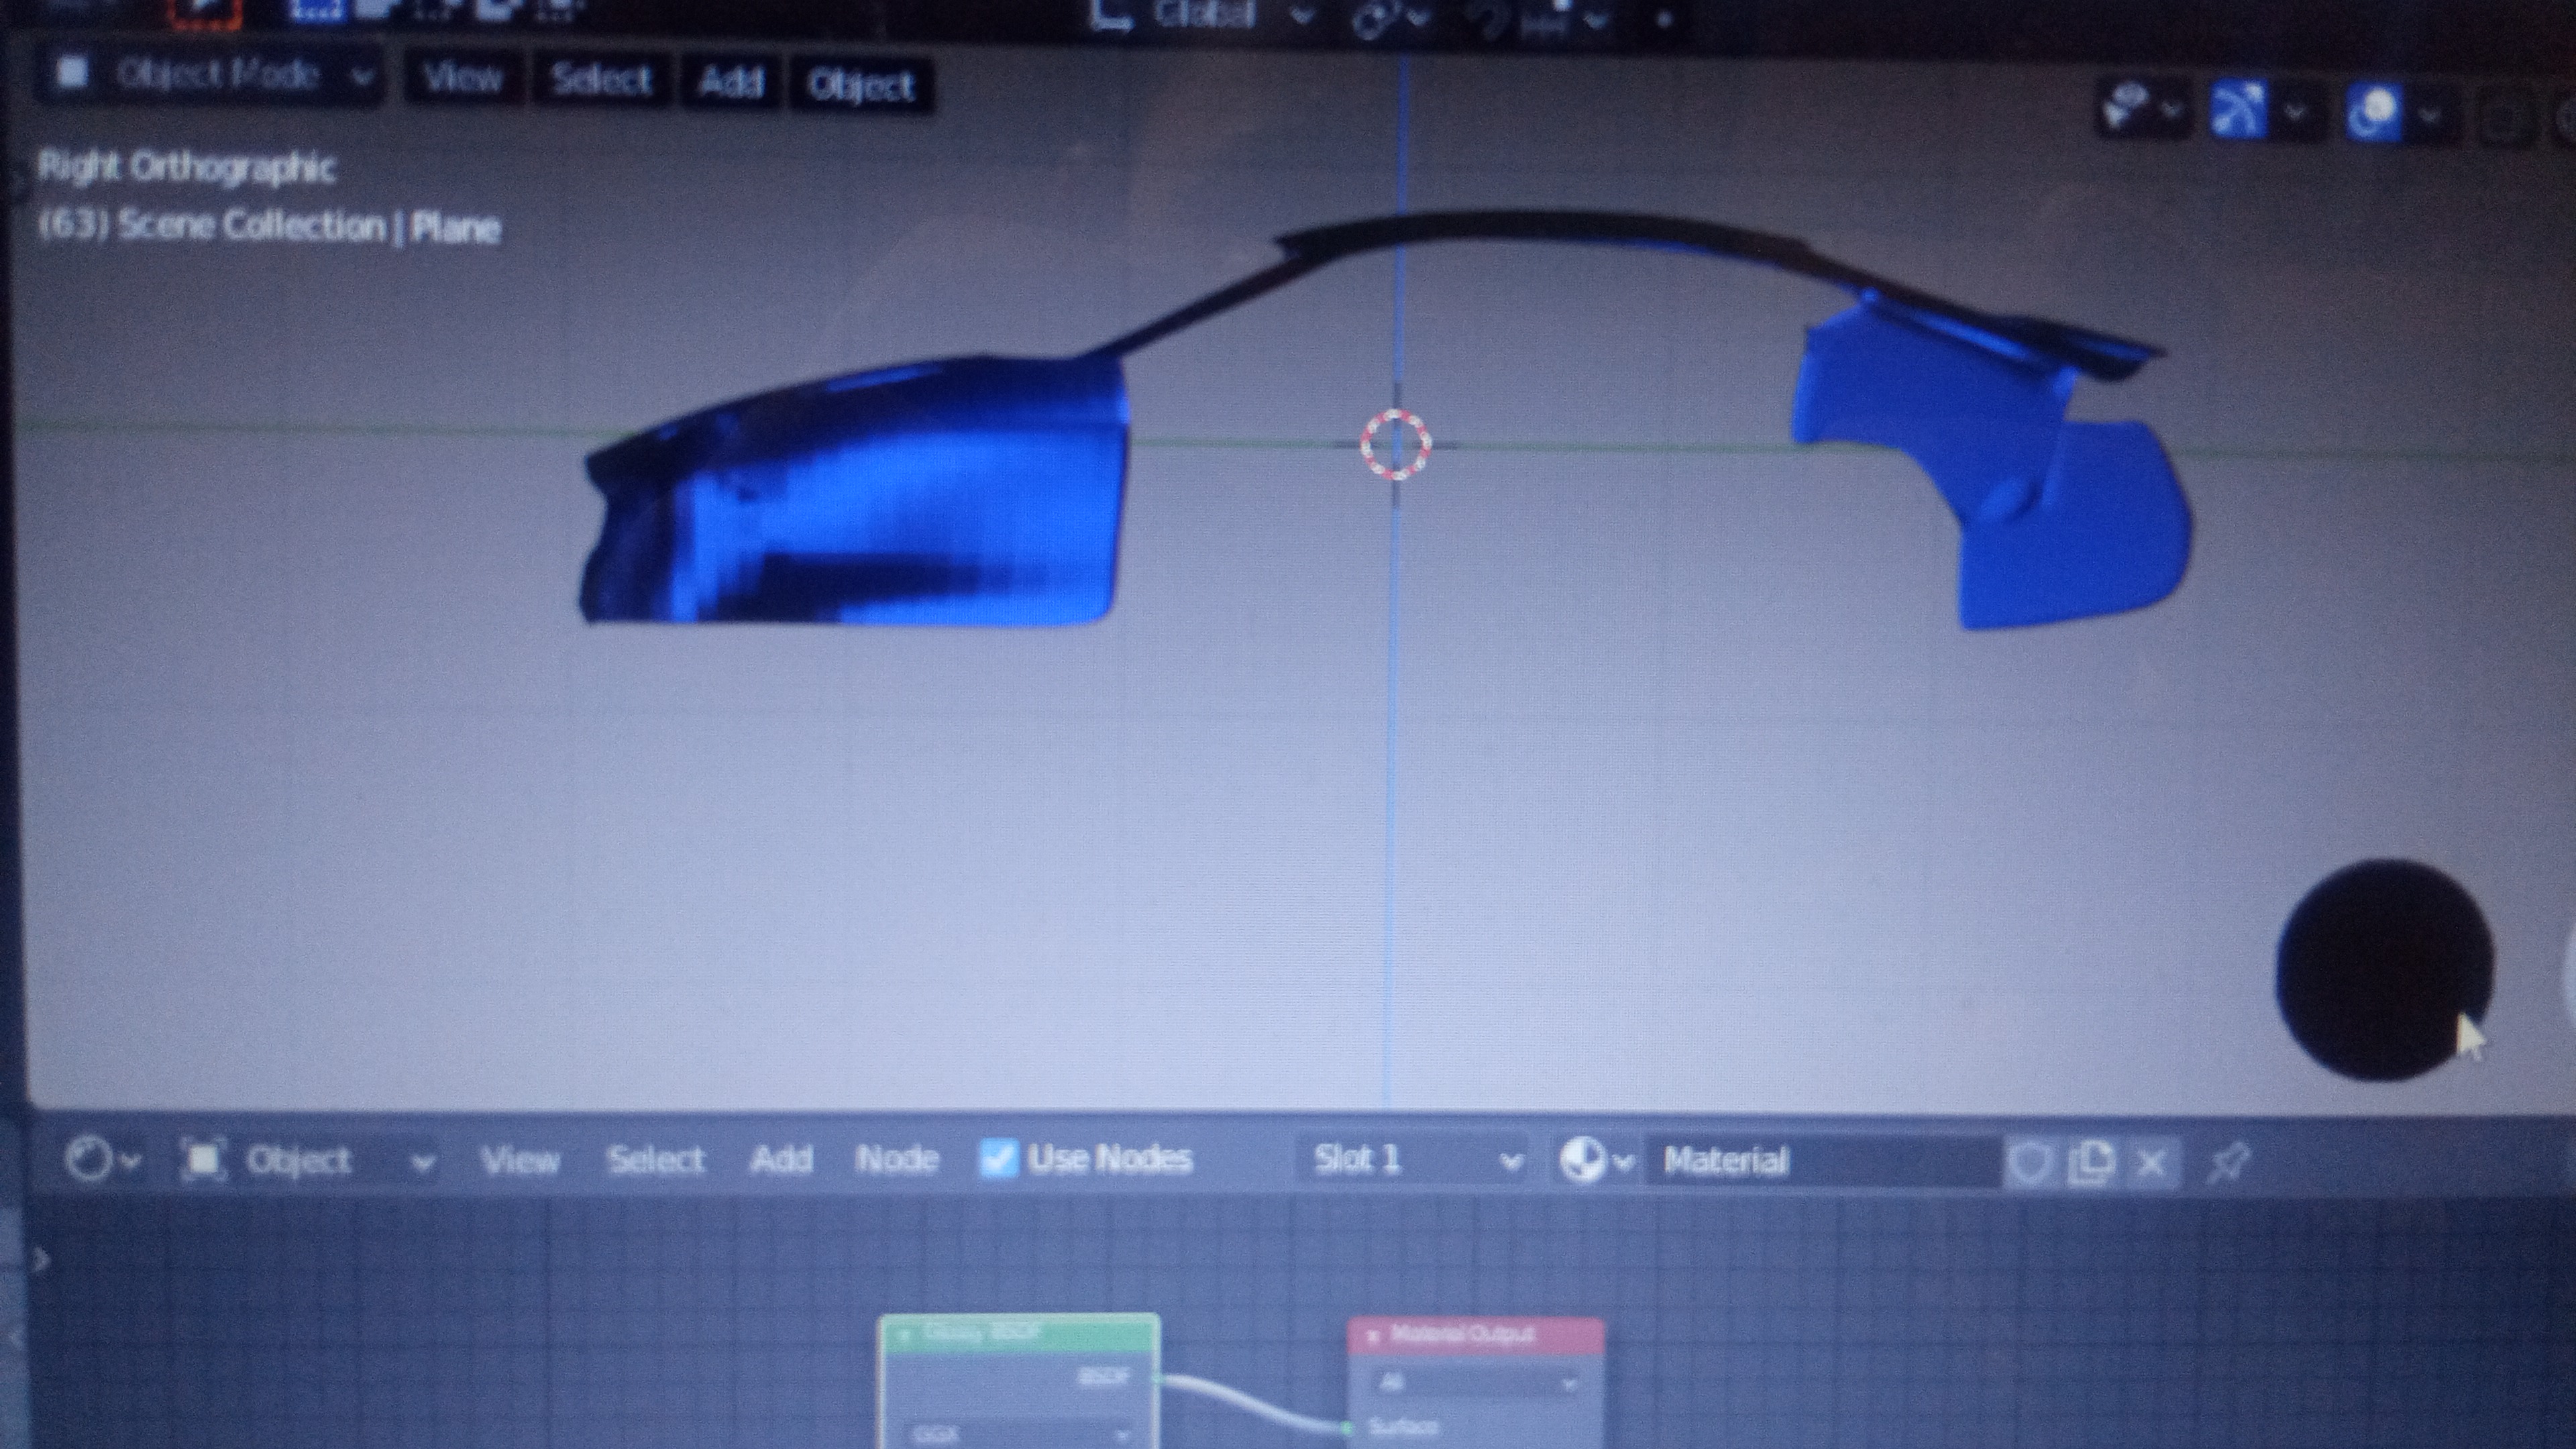 Global
Object Mode View Select Add Object
Right Orthographic
(63) Scene Collection | Plane
Object View Select Add Node Use Nodes Slot 1 Material
Glossy BSDF Material Output
BSDF All
GGX Surface